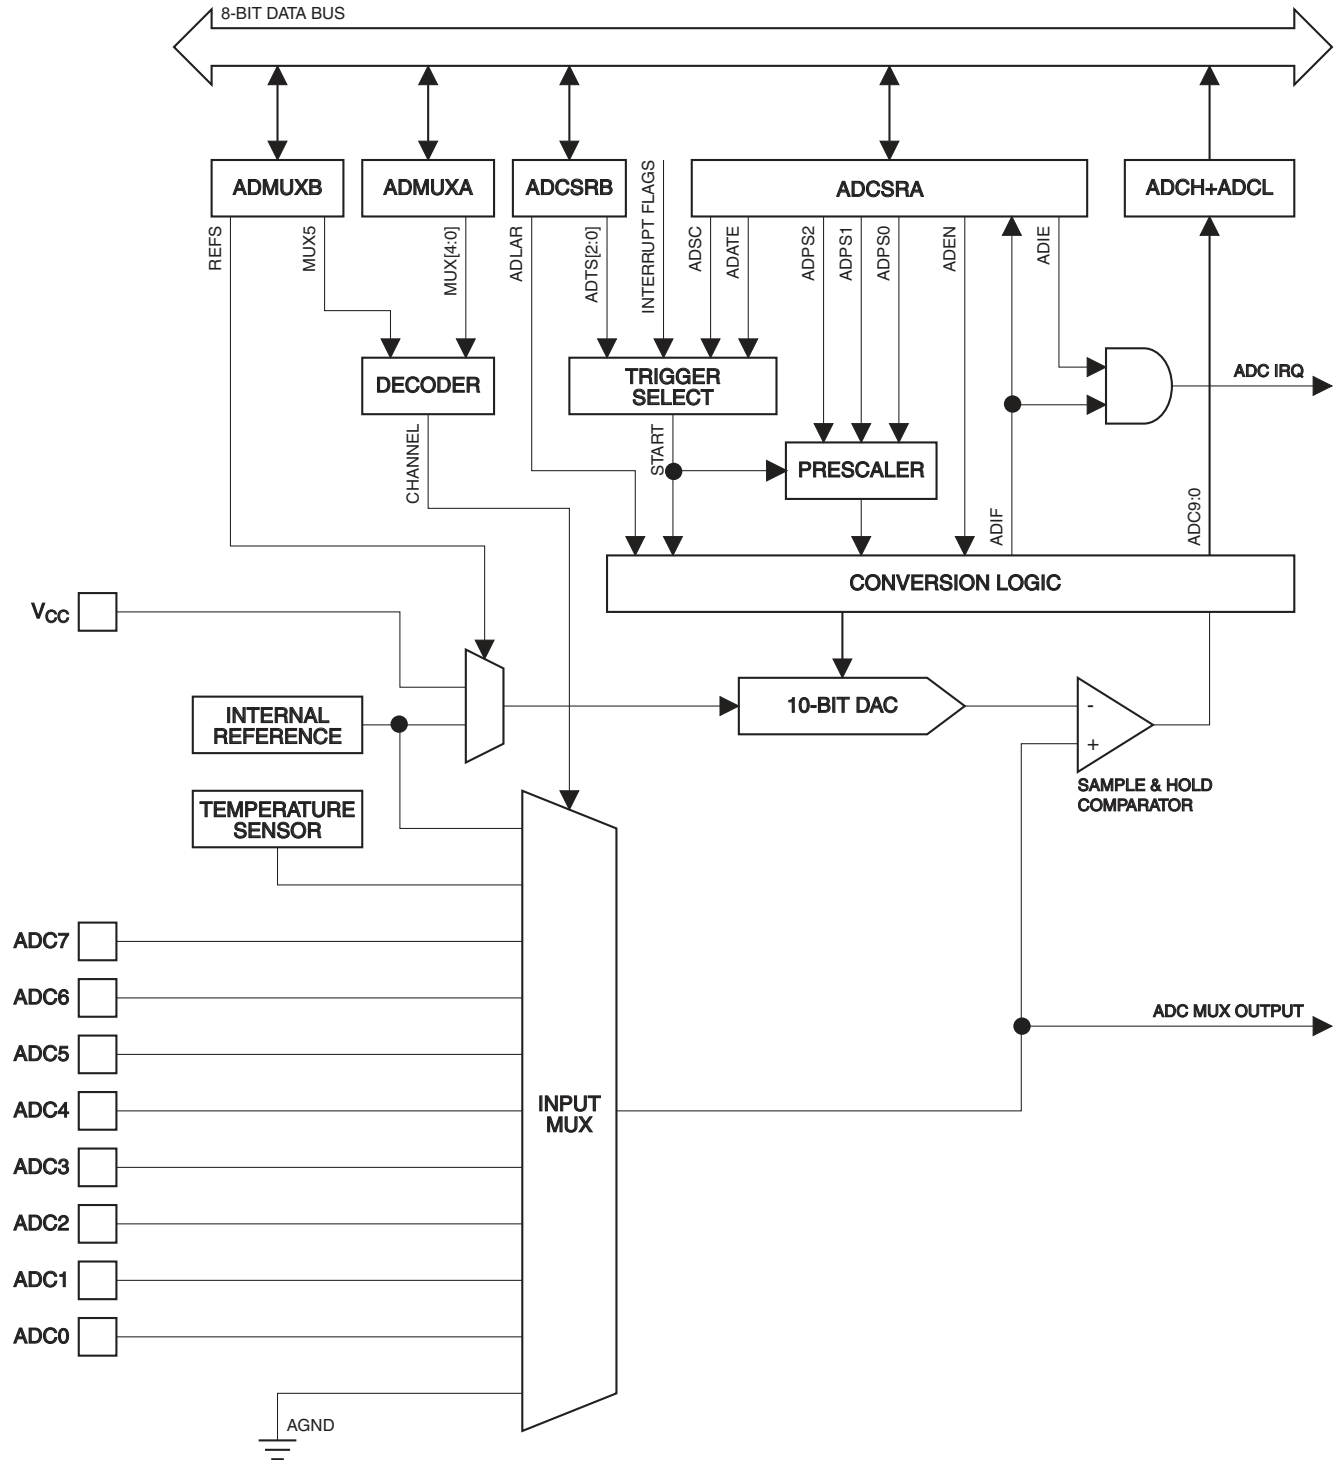 8-BIT DATA BUS
ADMUXB
ADMUXA
ADCSRB
INTERRUPT FLAGS
ADCSRA
ADCH+ADCL
REFS
MUX5
MUX[4:0]
ADLAR
ADTS[2:0]
ADSC
ADATE
ADPS2
ADPS1
ADPS0
ADEN
ADIE
DECODER
TRIGGER
SELECT
ADC IRQ
CHANNEL
START
PRESCALER
ADIF
ADC9:0
CONVERSION LOGIC
VCC
INTERNAL
REFERENCE
10-BIT DAC
-
+
SAMPLE & HOLD
COMPARATOR
TEMPERATURE
SENSOR
ADC7
ADC6
ADC5
ADC MUX OUTPUT
ADC4
INPUT
MUX
ADC3
ADC2
ADC1
ADC0
AGND